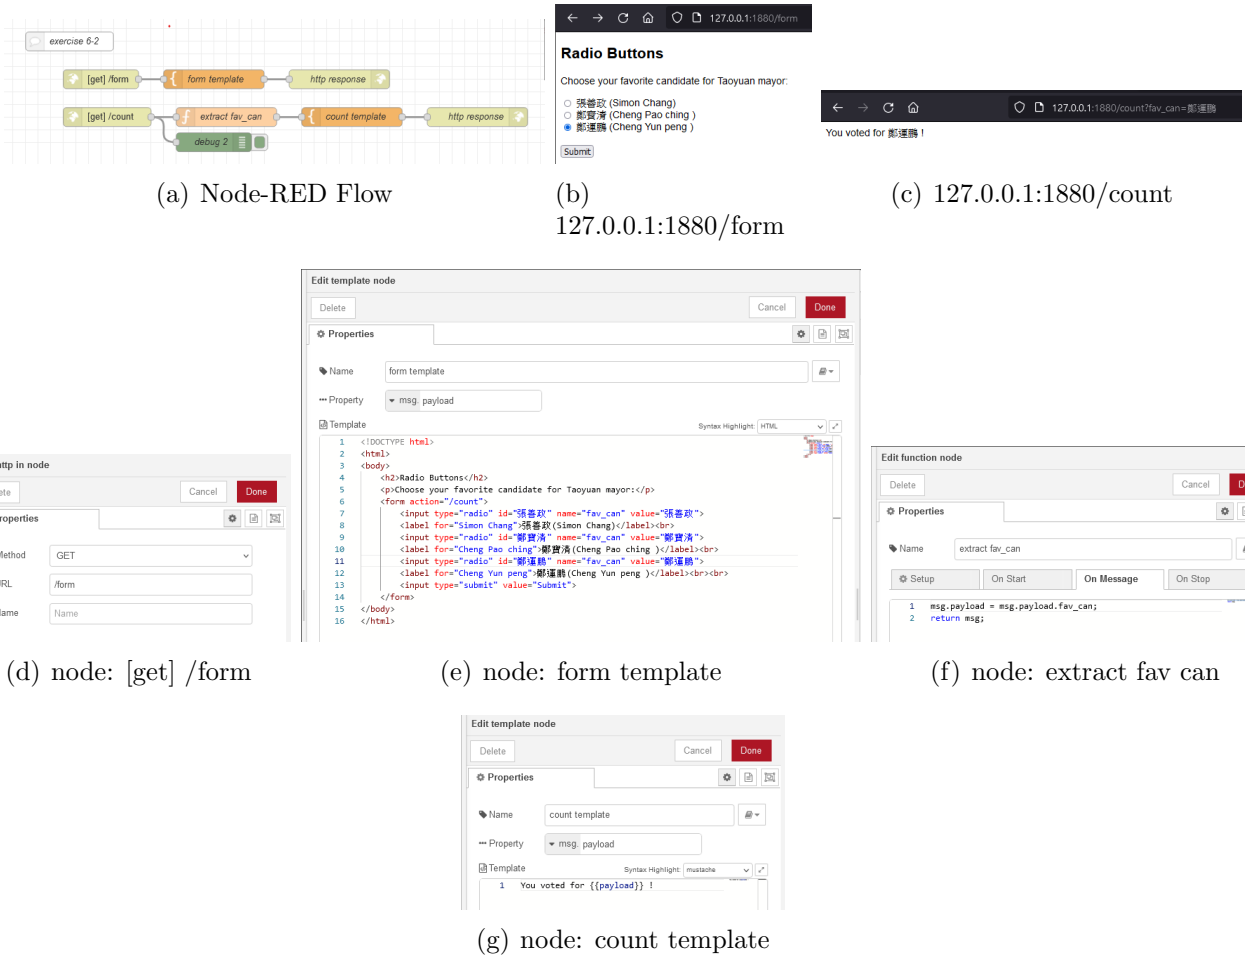 exercise 6-2
[get] /form
form template
http response
[get] /count
extract fav_can
count template
http response
debug 2
(a) Node-RED Flow
127.0.0.1:1880/form
Radio Buttons
Choose your favorite candidate for Taoyuan mayor:
張善政 (Simon Chang)
鄭寶清 (Cheng Pao ching )
鄭運鵬 (Cheng Yun peng )
Submit
(b)
127.0.0.1:1880/form
127.0.0.1:1880/count?fav_can=鄭運鵬
You voted for 鄭運鵬 !
(c) 127.0.0.1:1880/count
http in node
Cancel
Done
Properties
Method
GET
URL
/form
Name
Name
(d) node: [get] /form
Edit template node
Delete
Cancel
Done
Properties
Name
form template
Property
msg. payload
Template
Syntax Highlight: HTML
1 <!DOCTYPE html>
2 <html>
3 <body>
4 <h2>Radio Buttons</h2>
5 <p>Choose your favorite candidate for Taoyuan mayor:</p>
6 <form action="/count">
7 <input type="radio" id="張善政" name="fav_can" value="張善政">
8 <label for="Simon Chang">張善政(Simon Chang)</label><br>
9 <input type="radio" id="鄭寶清" name="fav_can" value="鄭寶清">
10 <label for="Cheng Pao ching">鄭寶清(Cheng Pao ching )</label><br>
11 <input type="radio" id="鄭運鵬" name="fav_can" value="鄭運鵬">
12 <label for="Cheng Yun peng">鄭運鵬(Cheng Yun peng )</label><br><br>
13 <input type="submit" value="Submit">
14 </form>
15 </body>
16 </html>
(e) node: form template
Edit function node
Delete
Cancel
Properties
Name
extract fav_can
Setup
On Start
On Message
On Stop
1 msg.payload = msg.payload.fav_can;
2 return msg;
(f) node: extract fav can
Edit template node
Delete
Cancel
Done
Properties
Name
count template
Property
msg. payload
Template
Syntax Highlight: mustache
1 You voted for {{payload}} !
(g) node: count template